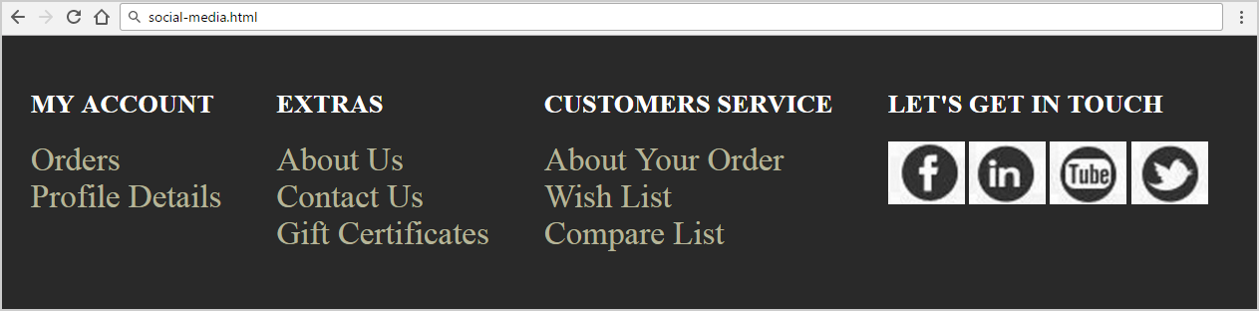 social-media.html
MY ACCOUNT
Orders
Profile Details
EXTRAS
About Us
Contact Us
Gift Certificates
CUSTOMERS SERVICE
About Your Order
Wish List
Compare List
LET'S GET IN TOUCH
f in Tube